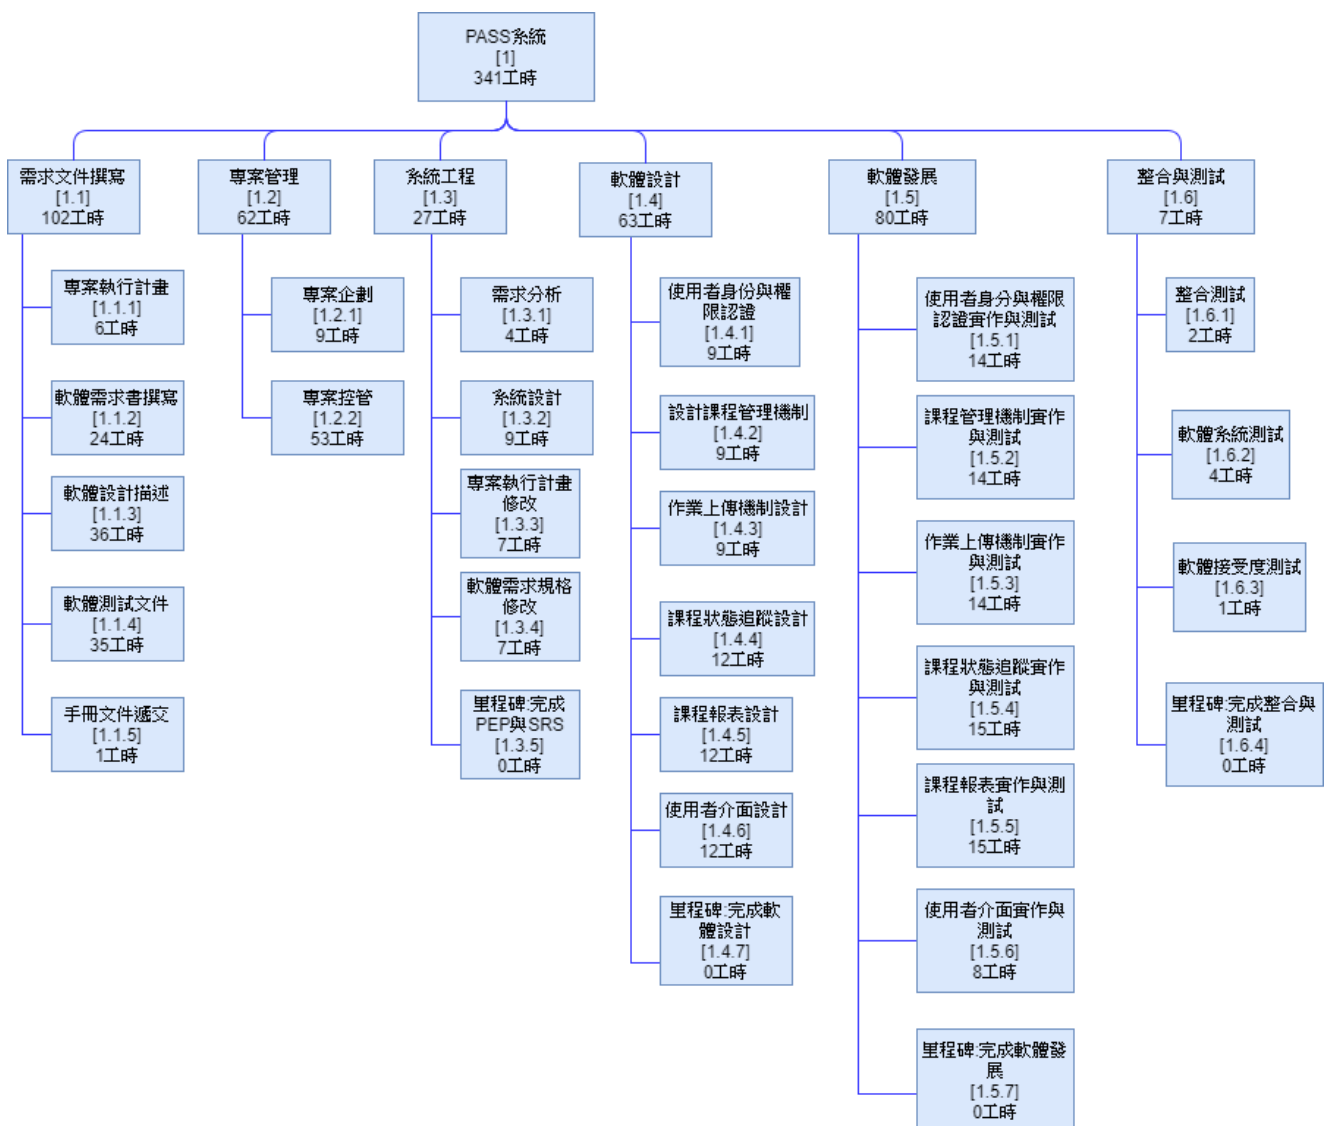 PASS系統
[1]
341工時
需求文件撰寫
[1.1]
102工時
專案執行計畫
[1.1.1]
6工時
軟體需求書撰寫
[1.1.2]
24工時
軟體設計描述
[1.1.3]
36工時
軟體測試文件
[1.1.4]
35工時
手冊文件遞交
[1.1.5]
1工時
專案管理
[1.2]
62工時
專案企劃
[1.2.1]
9工時
專案控管
[1.2.2]
53工時
系統工程
[1.3]
27工時
需求分析
[1.3.1]
4工時
系統設計
[1.3.2]
9工時
專案執行計畫
修改
[1.3.3]
7工時
軟體需求規格
修改
[1.3.4]
7工時
里程碑:完成
PEP與SRS
[1.3.5]
0工時
軟體設計
[1.4]
63工時
使用者身份與權
限認證
[1.4.1]
9工時
設計課程管理機制
[1.4.2]
9工時
作業上傳機制設計
[1.4.3]
9工時
課程狀態追蹤設計
[1.4.4]
12工時
課程報表設計
[1.4.5]
12工時
使用者介面設計
[1.4.6]
12工時
里程碑:完成軟
體設計
[1.4.7]
0工時
軟體發展
[1.5]
80工時
使用者身分與權限
認證實作與測試
[1.5.1]
14工時
課程管理機制實作
與測試
[1.5.2]
14工時
作業上傳機制實作
與測試
[1.5.3]
14工時
課程狀態追蹤實作
與測試
[1.5.4]
15工時
課程報表實作與測
試
[1.5.5]
15工時
使用者介面實作與
測試
[1.5.6]
8工時
里程碑:完成軟體發
展
[1.5.7]
0工時
整合與測試
[1.6]
7工時
整合測試
[1.6.1]
2工時
軟體系統測試
[1.6.2]
4工時
軟體接受度測試
[1.6.3]
1工時
里程碑:完成整合與
測試
[1.6.4]
0工時